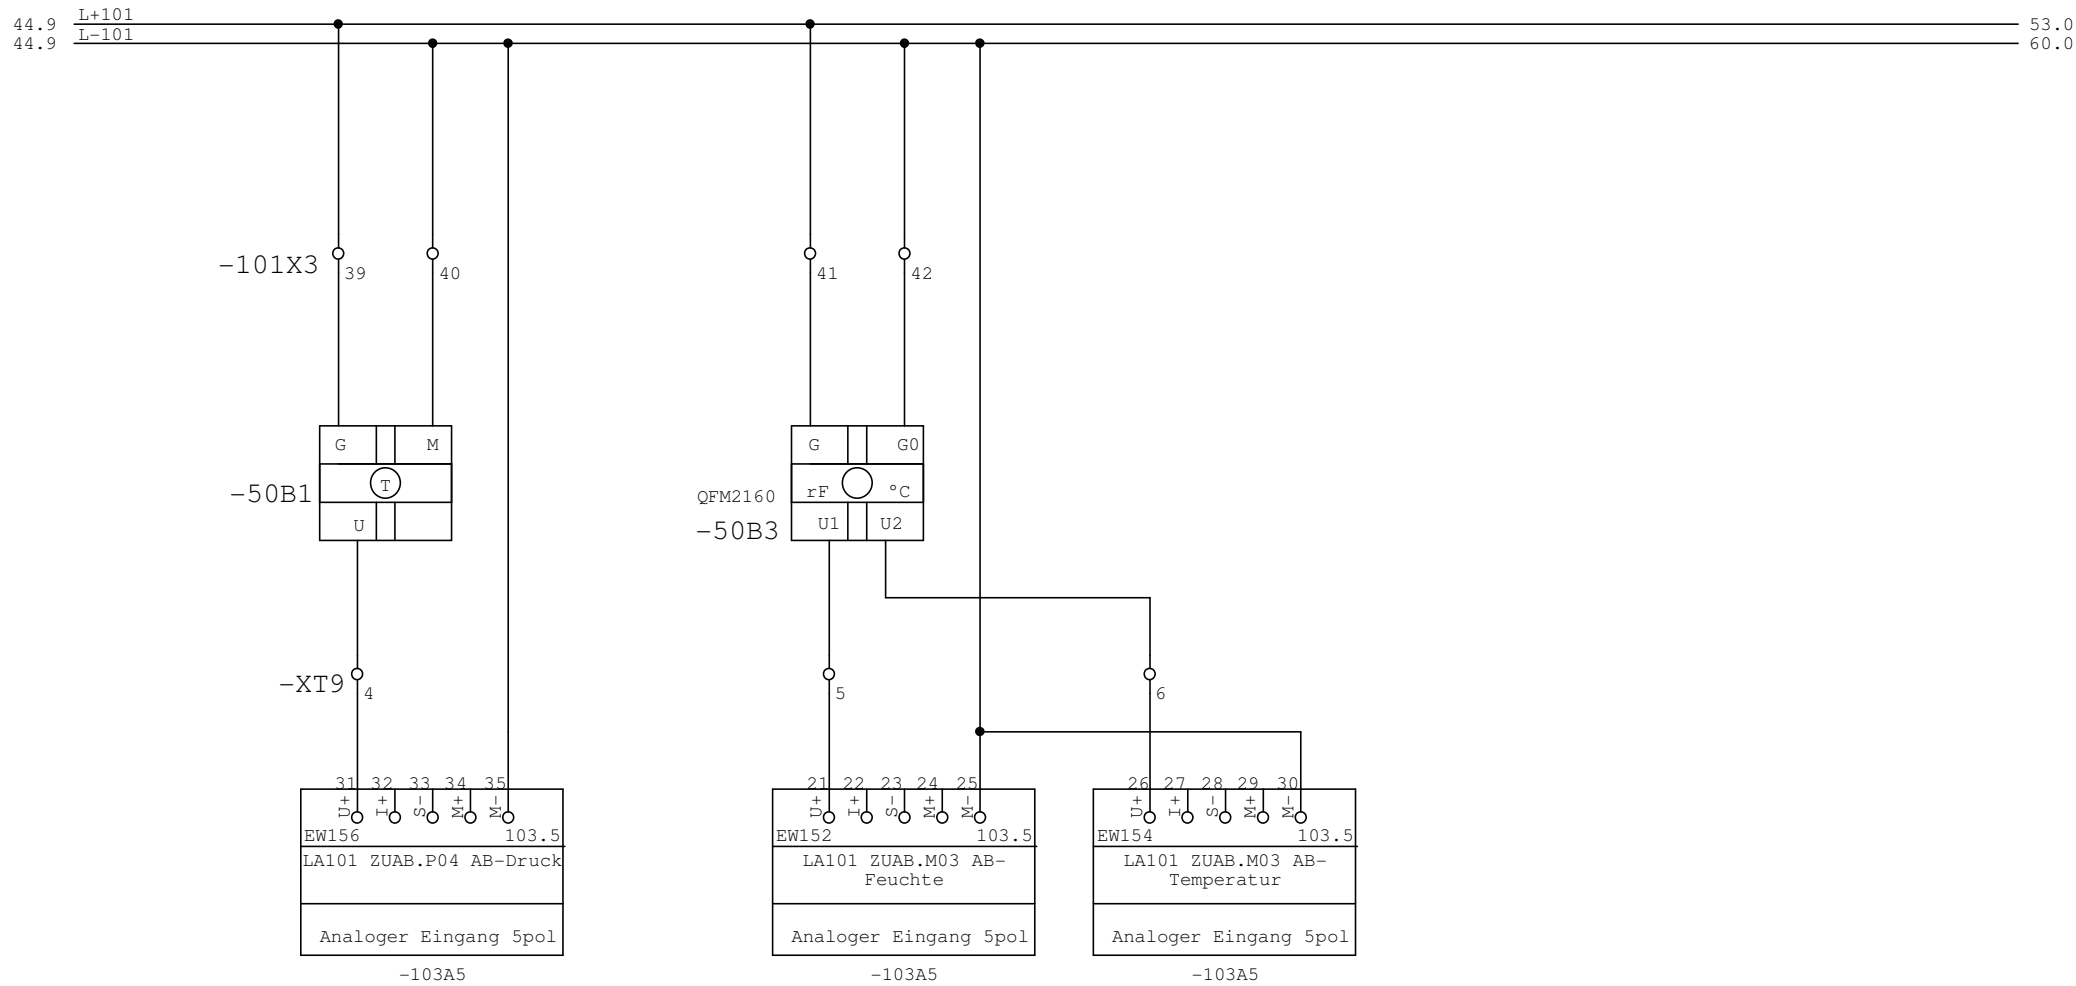 44.9 L+101 53.0
44.9 L-101 60.0
-101X3 39 40 41 42
G M G G0
-50B1 T QFM2160 rF °C
U -50B3 U1 U2
-XT9 4 5 6
31 32 33 34 35 21 22 23 24 25 26 27 28 29 30
U+ I+ S- M+ M- U+ I+ S- M+ M- U+ I+ S- M+ M-
EW156 103.5 EW152 103.5 EW154 103.5
LA101 ZUAB.P04 AB-Druck LA101 ZUAB.M03 AB- LA101 ZUAB.M03 AB-
Feuchte Temperatur
Analoger Eingang 5pol Analoger Eingang 5pol Analoger Eingang 5pol
-103A5 -103A5 -103A5